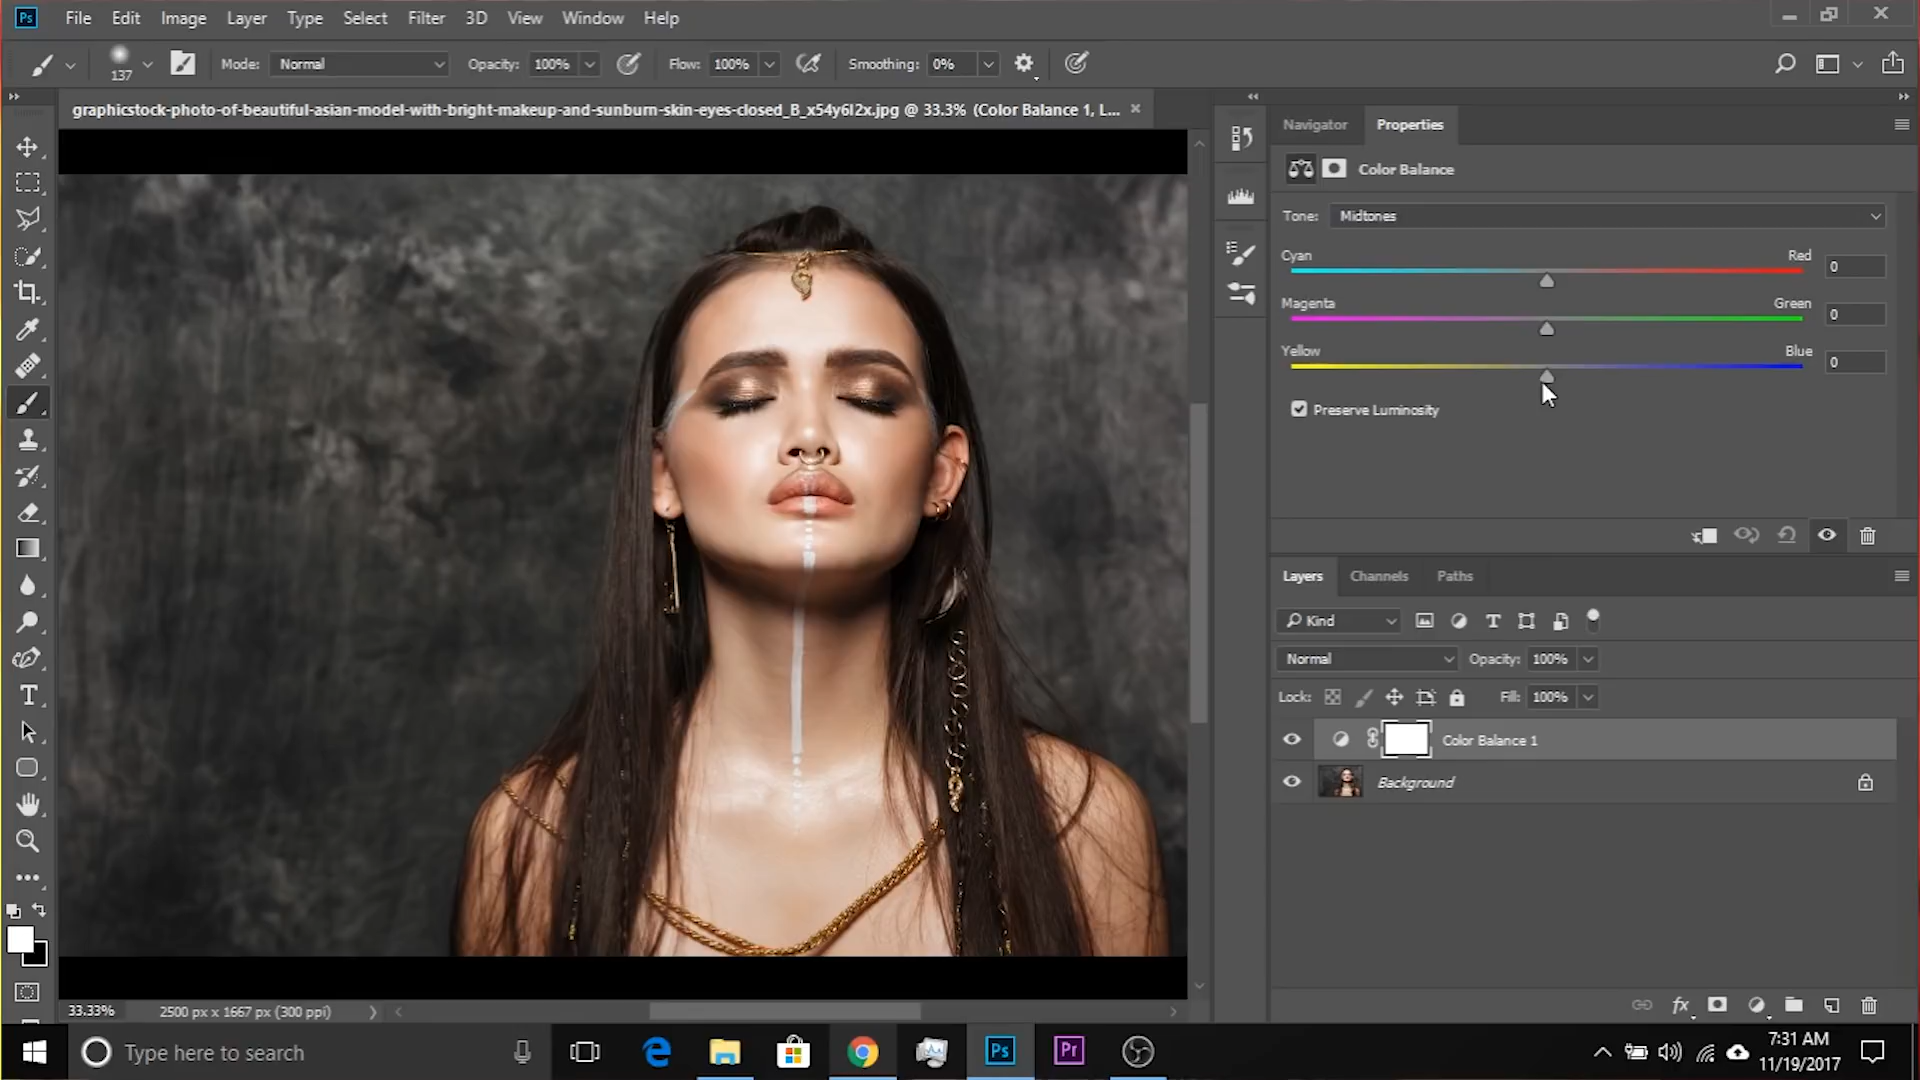 Ps File Edit Image Layer Type Select Filter 3D View Window Help
137 Mode: Normal Opacity: 100% Flow: 100% Smoothing: 0%
graphicstock-photo-of-beautiful-asian-model-with-bright-makeup-and-sunburn-skin-eyes-closed_B_x54y6l2x.jpg @ 33.3% (Color Balance 1, L...
Navigator Properties
Color Balance
Tone: Midtones
Cyan Red 0
Magenta Green 0
Yellow Blue 0
Preserve Luminosity
Layers Channels Paths
Kind
Normal Opacity: 100%
Lock: Fill: 100%
Color Balance 1
Background
33.33% 2500 px x 1667 px (300 ppi)
Type here to search
Ps Pr
7:31 AM
11/19/2017